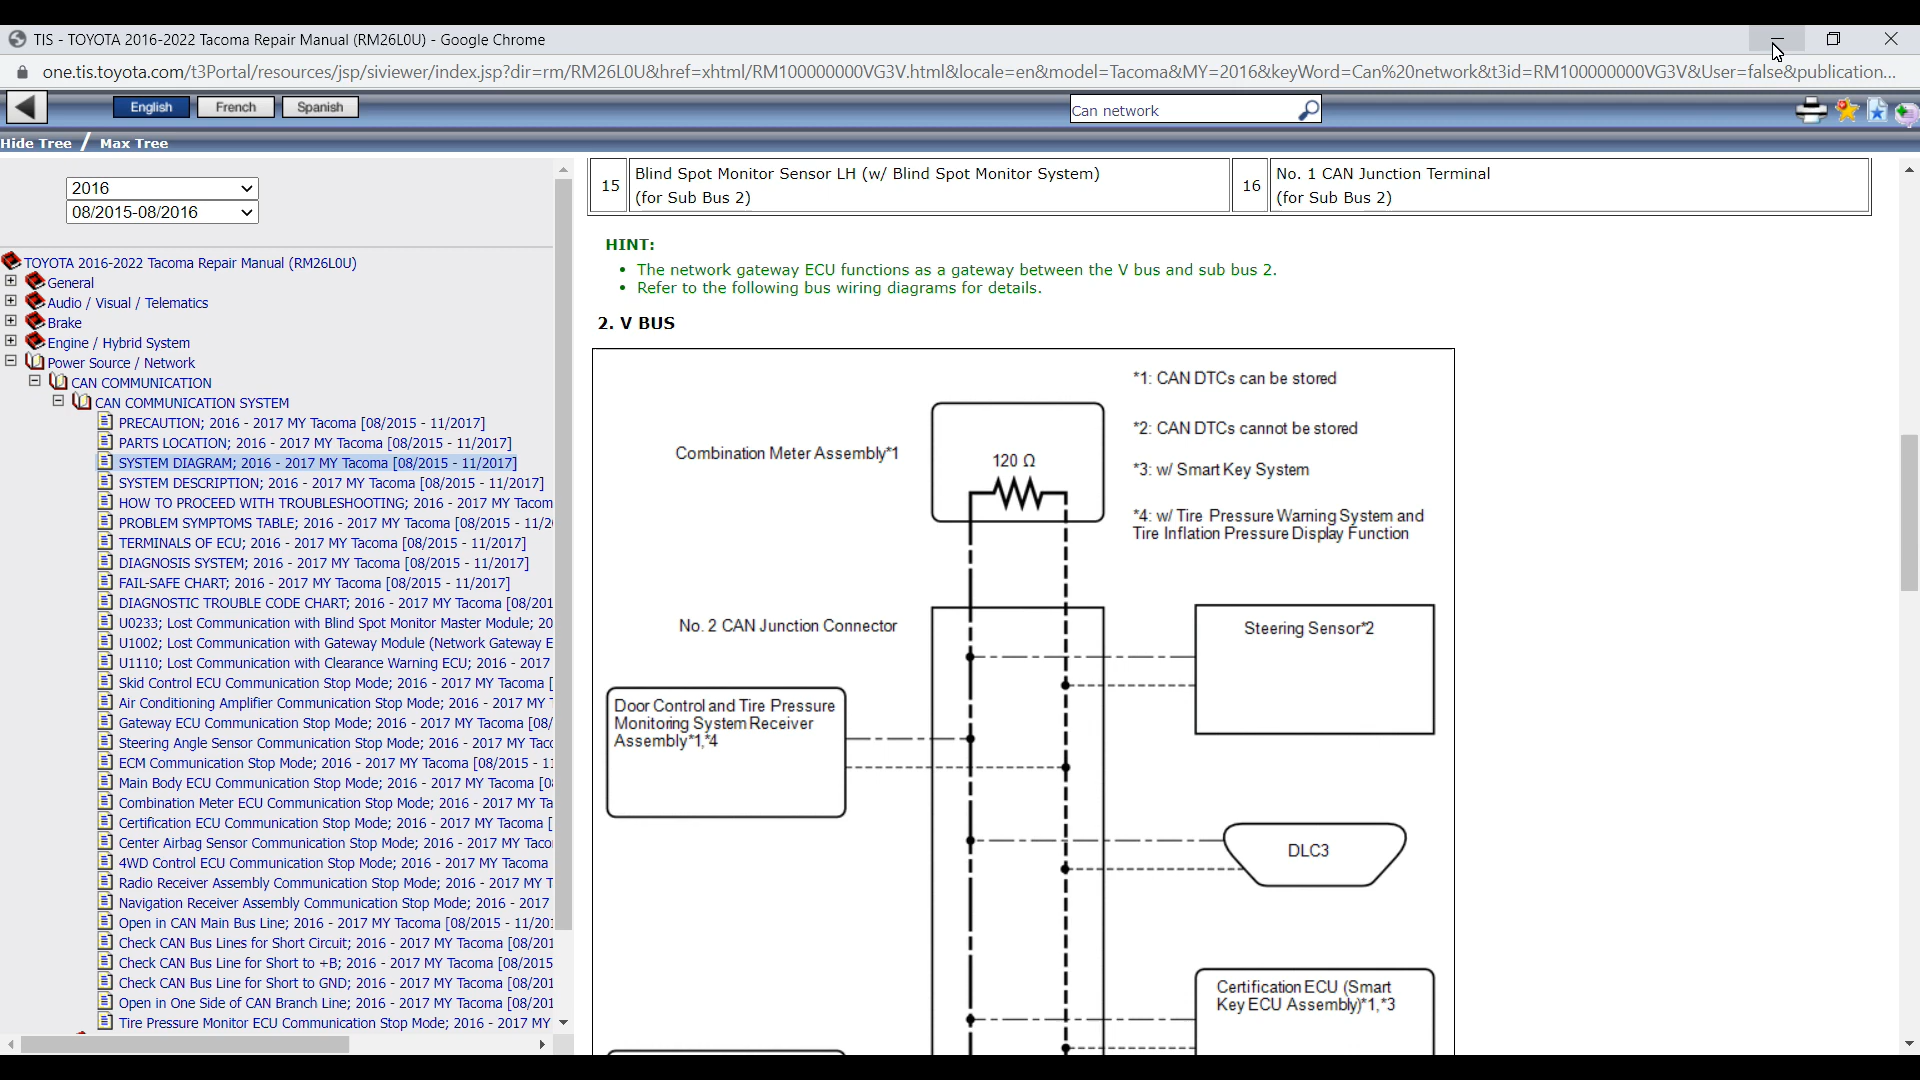 TIS - TOYOTA 2016-2022 Tacoma Repair Manual (RM26L0U) - Google Chrome
one.tis.toyota.com/t3Portal/resources/jsp/siviewer/index.jsp?dir=rm/RM26L0U&href=xhtml/RM100000000VG3V.html&locale=en&model=Tacoma&MY=2016&keyWord=Can%20network&t3id=RM100000000VG3V&User=false&publication...
English French Spanish
Can network
Hide Tree / Max Tree
2016
08/2015-08/2016
TOYOTA 2016-2022 Tacoma Repair Manual (RM26L0U)
General
Audio / Visual / Telematics
Brake
Engine / Hybrid System
Power Source / Network
CAN COMMUNICATION
CAN COMMUNICATION SYSTEM
PRECAUTION; 2016 - 2017 MY Tacoma [08/2015 - 11/2017]
PARTS LOCATION; 2016 - 2017 MY Tacoma [08/2015 - 11/2017]
SYSTEM DIAGRAM; 2016 - 2017 MY Tacoma [08/2015 - 11/2017]
SYSTEM DESCRIPTION; 2016 - 2017 MY Tacoma [08/2015 - 11/2017]
HOW TO PROCEED WITH TROUBLESHOOTING; 2016 - 2017 MY Tacom
PROBLEM SYMPTOMS TABLE; 2016 - 2017 MY Tacoma [08/2015 - 11/2
TERMINALS OF ECU; 2016 - 2017 MY Tacoma [08/2015 - 11/2017]
DIAGNOSIS SYSTEM; 2016 - 2017 MY Tacoma [08/2015 - 11/2017]
FAIL-SAFE CHART; 2016 - 2017 MY Tacoma [08/2015 - 11/2017]
DIAGNOSTIC TROUBLE CODE CHART; 2016 - 2017 MY Tacoma [08/201
U0233; Lost Communication with Blind Spot Monitor Master Module; 20
U1002; Lost Communication with Gateway Module (Network Gateway E
U1110; Lost Communication with Clearance Warning ECU; 2016 - 2017
Skid Control ECU Communication Stop Mode; 2016 - 2017 MY Tacoma [
Air Conditioning Amplifier Communication Stop Mode; 2016 - 2017 MY
Gateway ECU Communication Stop Mode; 2016 - 2017 MY Tacoma [08/
Steering Angle Sensor Communication Stop Mode; 2016 - 2017 MY Tac
ECM Communication Stop Mode; 2016 - 2017 MY Tacoma [08/2015 - 1
Main Body ECU Communication Stop Mode; 2016 - 2017 MY Tacoma [0
Combination Meter ECU Communication Stop Mode; 2016 - 2017 MY Ta
Certification ECU Communication Stop Mode; 2016 - 2017 MY Tacoma [
Center Airbag Sensor Communication Stop Mode; 2016 - 2017 MY Taco
4WD Control ECU Communication Stop Mode; 2016 - 2017 MY Tacoma
Radio Receiver Assembly Communication Stop Mode; 2016 - 2017 MY T
Navigation Receiver Assembly Communication Stop Mode; 2016 - 2017
Open in CAN Main Bus Line; 2016 - 2017 MY Tacoma [08/2015 - 11/20
Check CAN Bus Lines for Short Circuit; 2016 - 2017 MY Tacoma [08/201
Check CAN Bus Line for Short to +B; 2016 - 2017 MY Tacoma [08/2015
Check CAN Bus Line for Short to GND; 2016 - 2017 MY Tacoma [08/201
Open in One Side of CAN Branch Line; 2016 - 2017 MY Tacoma [08/201
Tire Pressure Monitor ECU Communication Stop Mode; 2016 - 2017 MY
15 Blind Spot Monitor Sensor LH (w/ Blind Spot Monitor System)
(for Sub Bus 2)
16 No. 1 CAN Junction Terminal
(for Sub Bus 2)
HINT:
• The network gateway ECU functions as a gateway between the V bus and sub bus 2.
• Refer to the following bus wiring diagrams for details.
2. V BUS
*1: CAN DTCs can be stored
*2: CAN DTCs cannot be stored
*3: w/ Smart Key System
*4: w/ Tire Pressure Warning System and
Tire Inflation Pressure Display Function
Combination Meter Assembly*1
120 Ω
No. 2 CAN Junction Connector
Steering Sensor*2
Door Control and Tire Pressure
Monitoring System Receiver
Assembly*1,*4
DLC3
Certification ECU (Smart
Key ECU Assembly)*1,*3